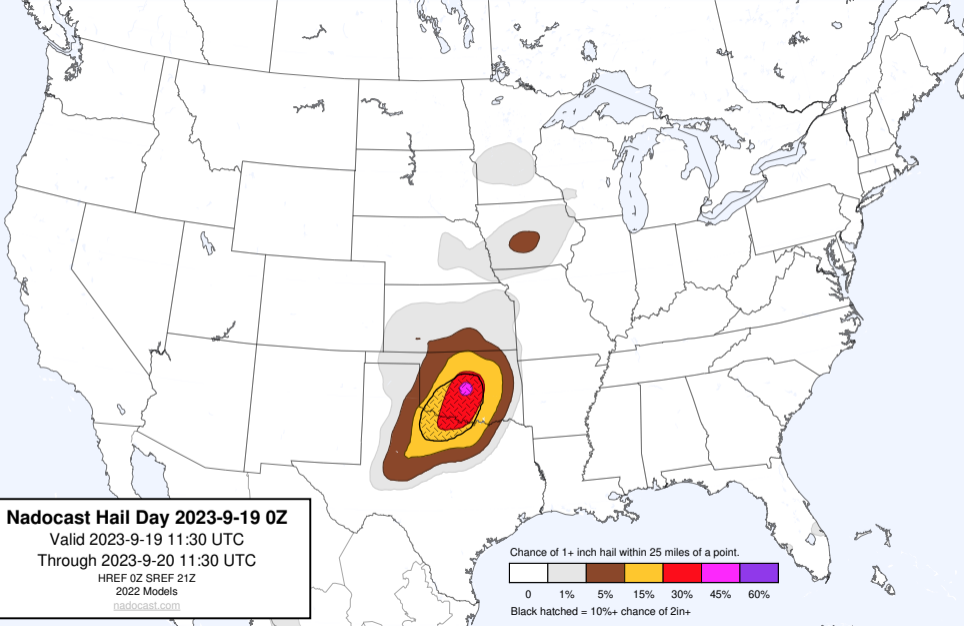 Nadocast Hail Day 2023-9-19 0Z
Valid 2023-9-19 11:30 UTC
Through 2023-9-20 11:30 UTC
HREF 0Z SREF 21Z
2022 Models
nadocast.com
Chance of 1+ inch hail within 25 miles of a point.
0 1% 5% 15% 30% 45% 60%
Black hatched = 10%+ chance of 2in+